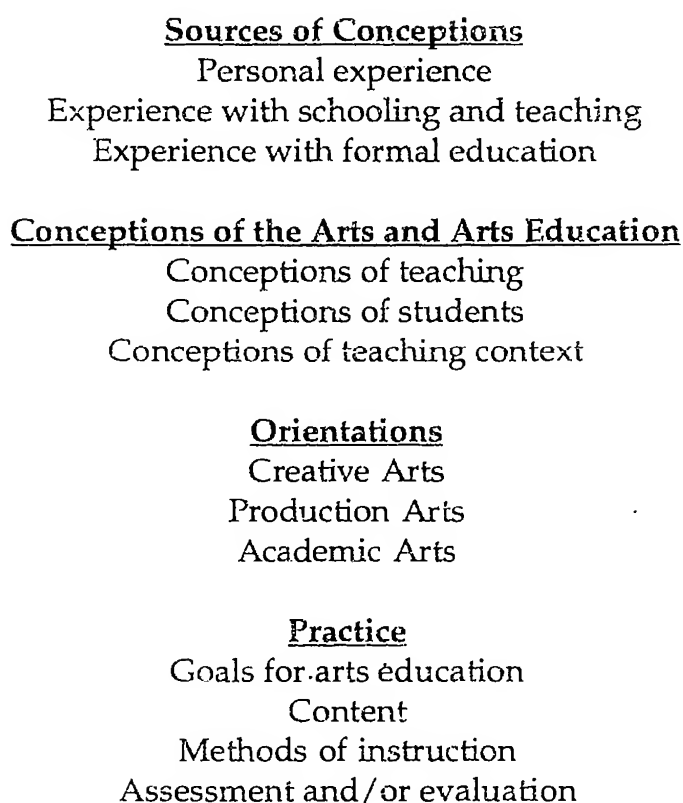 Sources of Conceptions
Personal experience
Experience with schooling and teaching
Experience with formal education
Conceptions of the Arts and Arts Education
Conceptions of teaching
Conceptions of students
Conceptions of teaching context
Orientations
Creative Arts
Production Arts
Academic Arts
Practice
Goals for arts education
Content
Methods of instruction
Assessment and/or evaluation